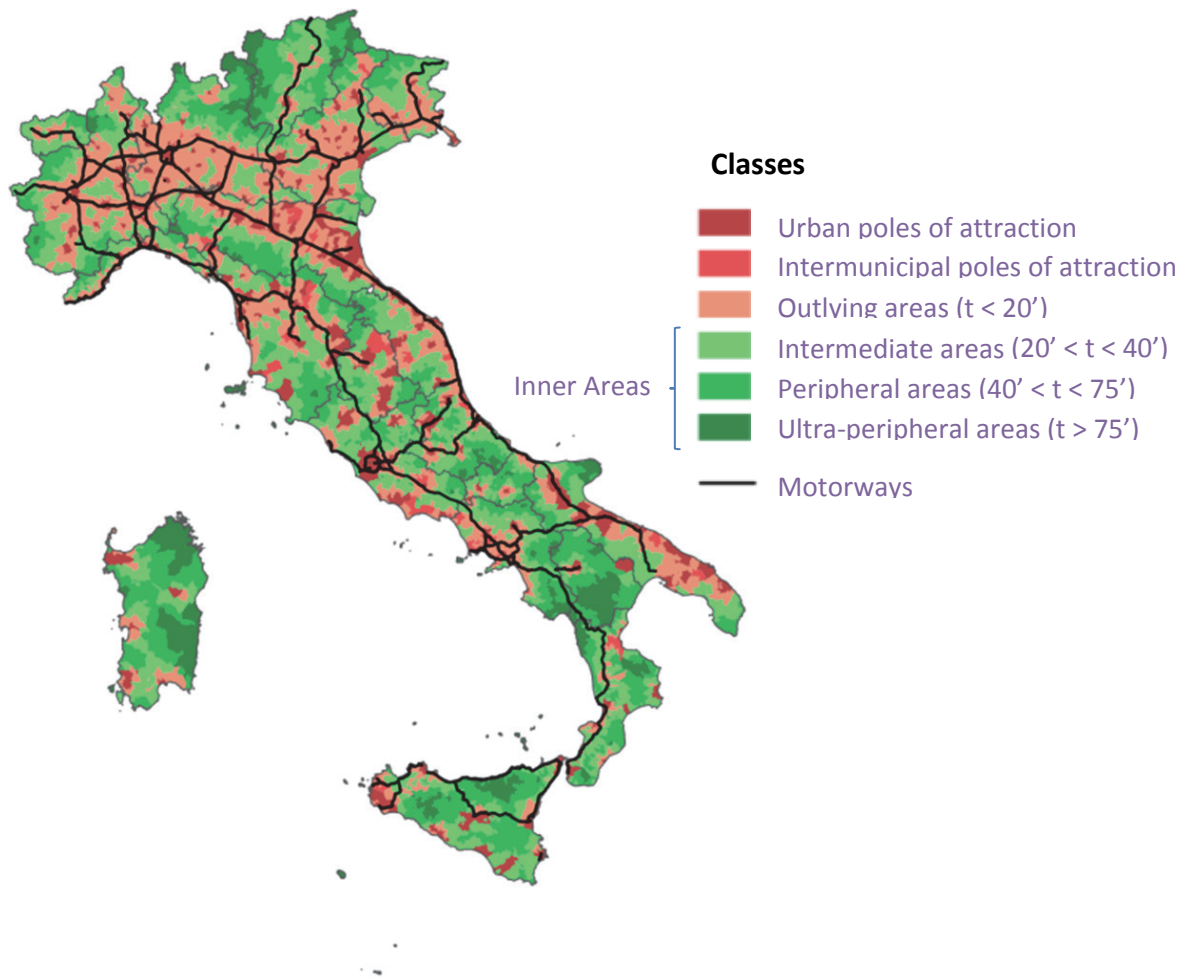 Classes
Urban poles of attraction
Intermunicipal poles of attraction
Outlying areas (t < 20’)
Intermediate areas (20’ < t < 40’)
Inner Areas
Peripheral areas (40’ < t < 75’)
Ultra-peripheral areas (t > 75’)
Motorways